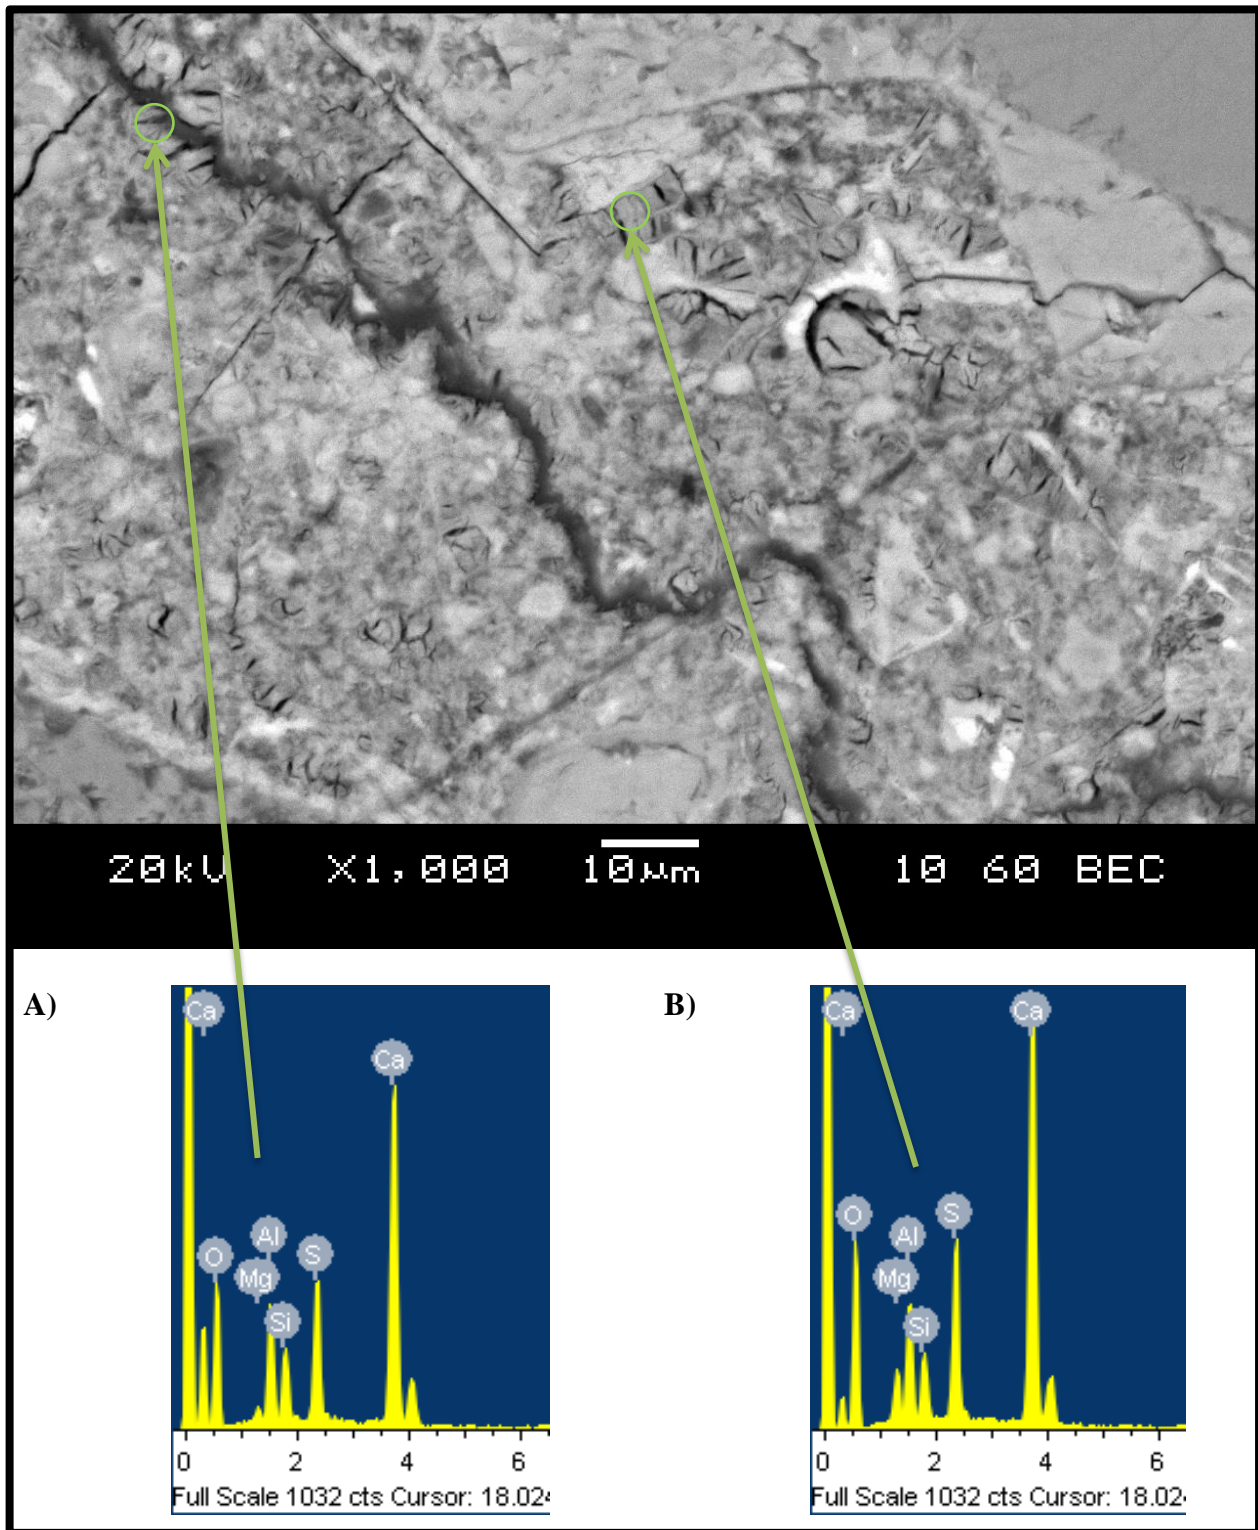 20kV X1,000 10μm 10 60 BEC
A)
Ca
Ca
O
Al
S
Mg
Si
0 2 4 6
Full Scale 1032 cts Cursor: 18.024
B)
Ca
Ca
O
Al
S
Mg
Si
0 2 4 6
Full Scale 1032 cts Cursor: 18.02